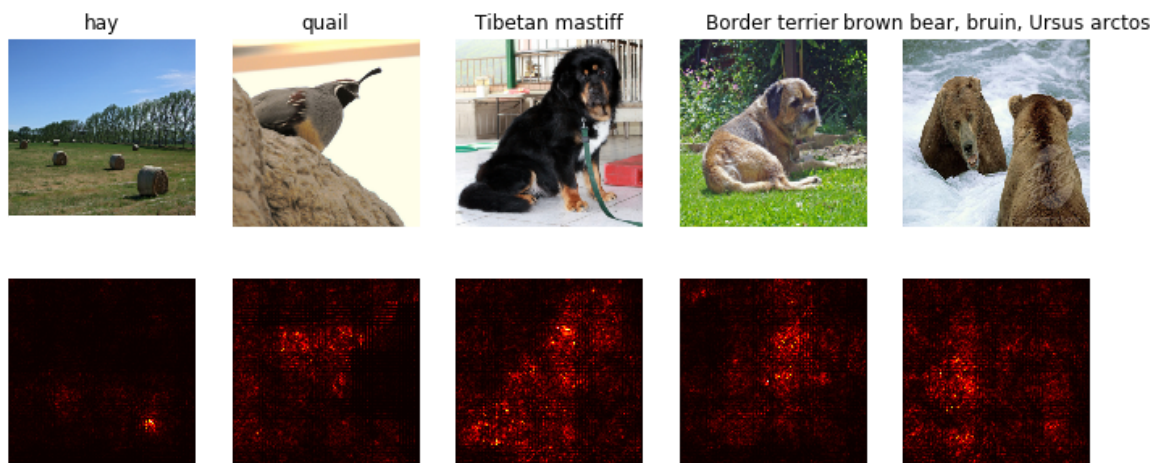 hay
quail
Tibetan mastiff
Border terrier
brown bear, bruin, Ursus arctos